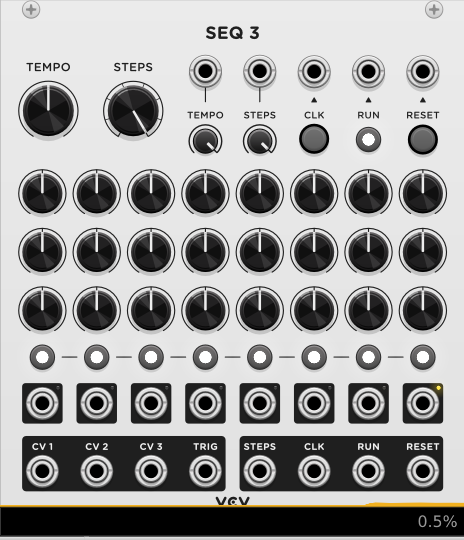 SEQ 3
TEMPO STEPS
TEMPO STEPS CLK RUN RESET
CV 1 CV 2 CV 3 TRIG STEPS CLK RUN RESET
VCV
0.5%